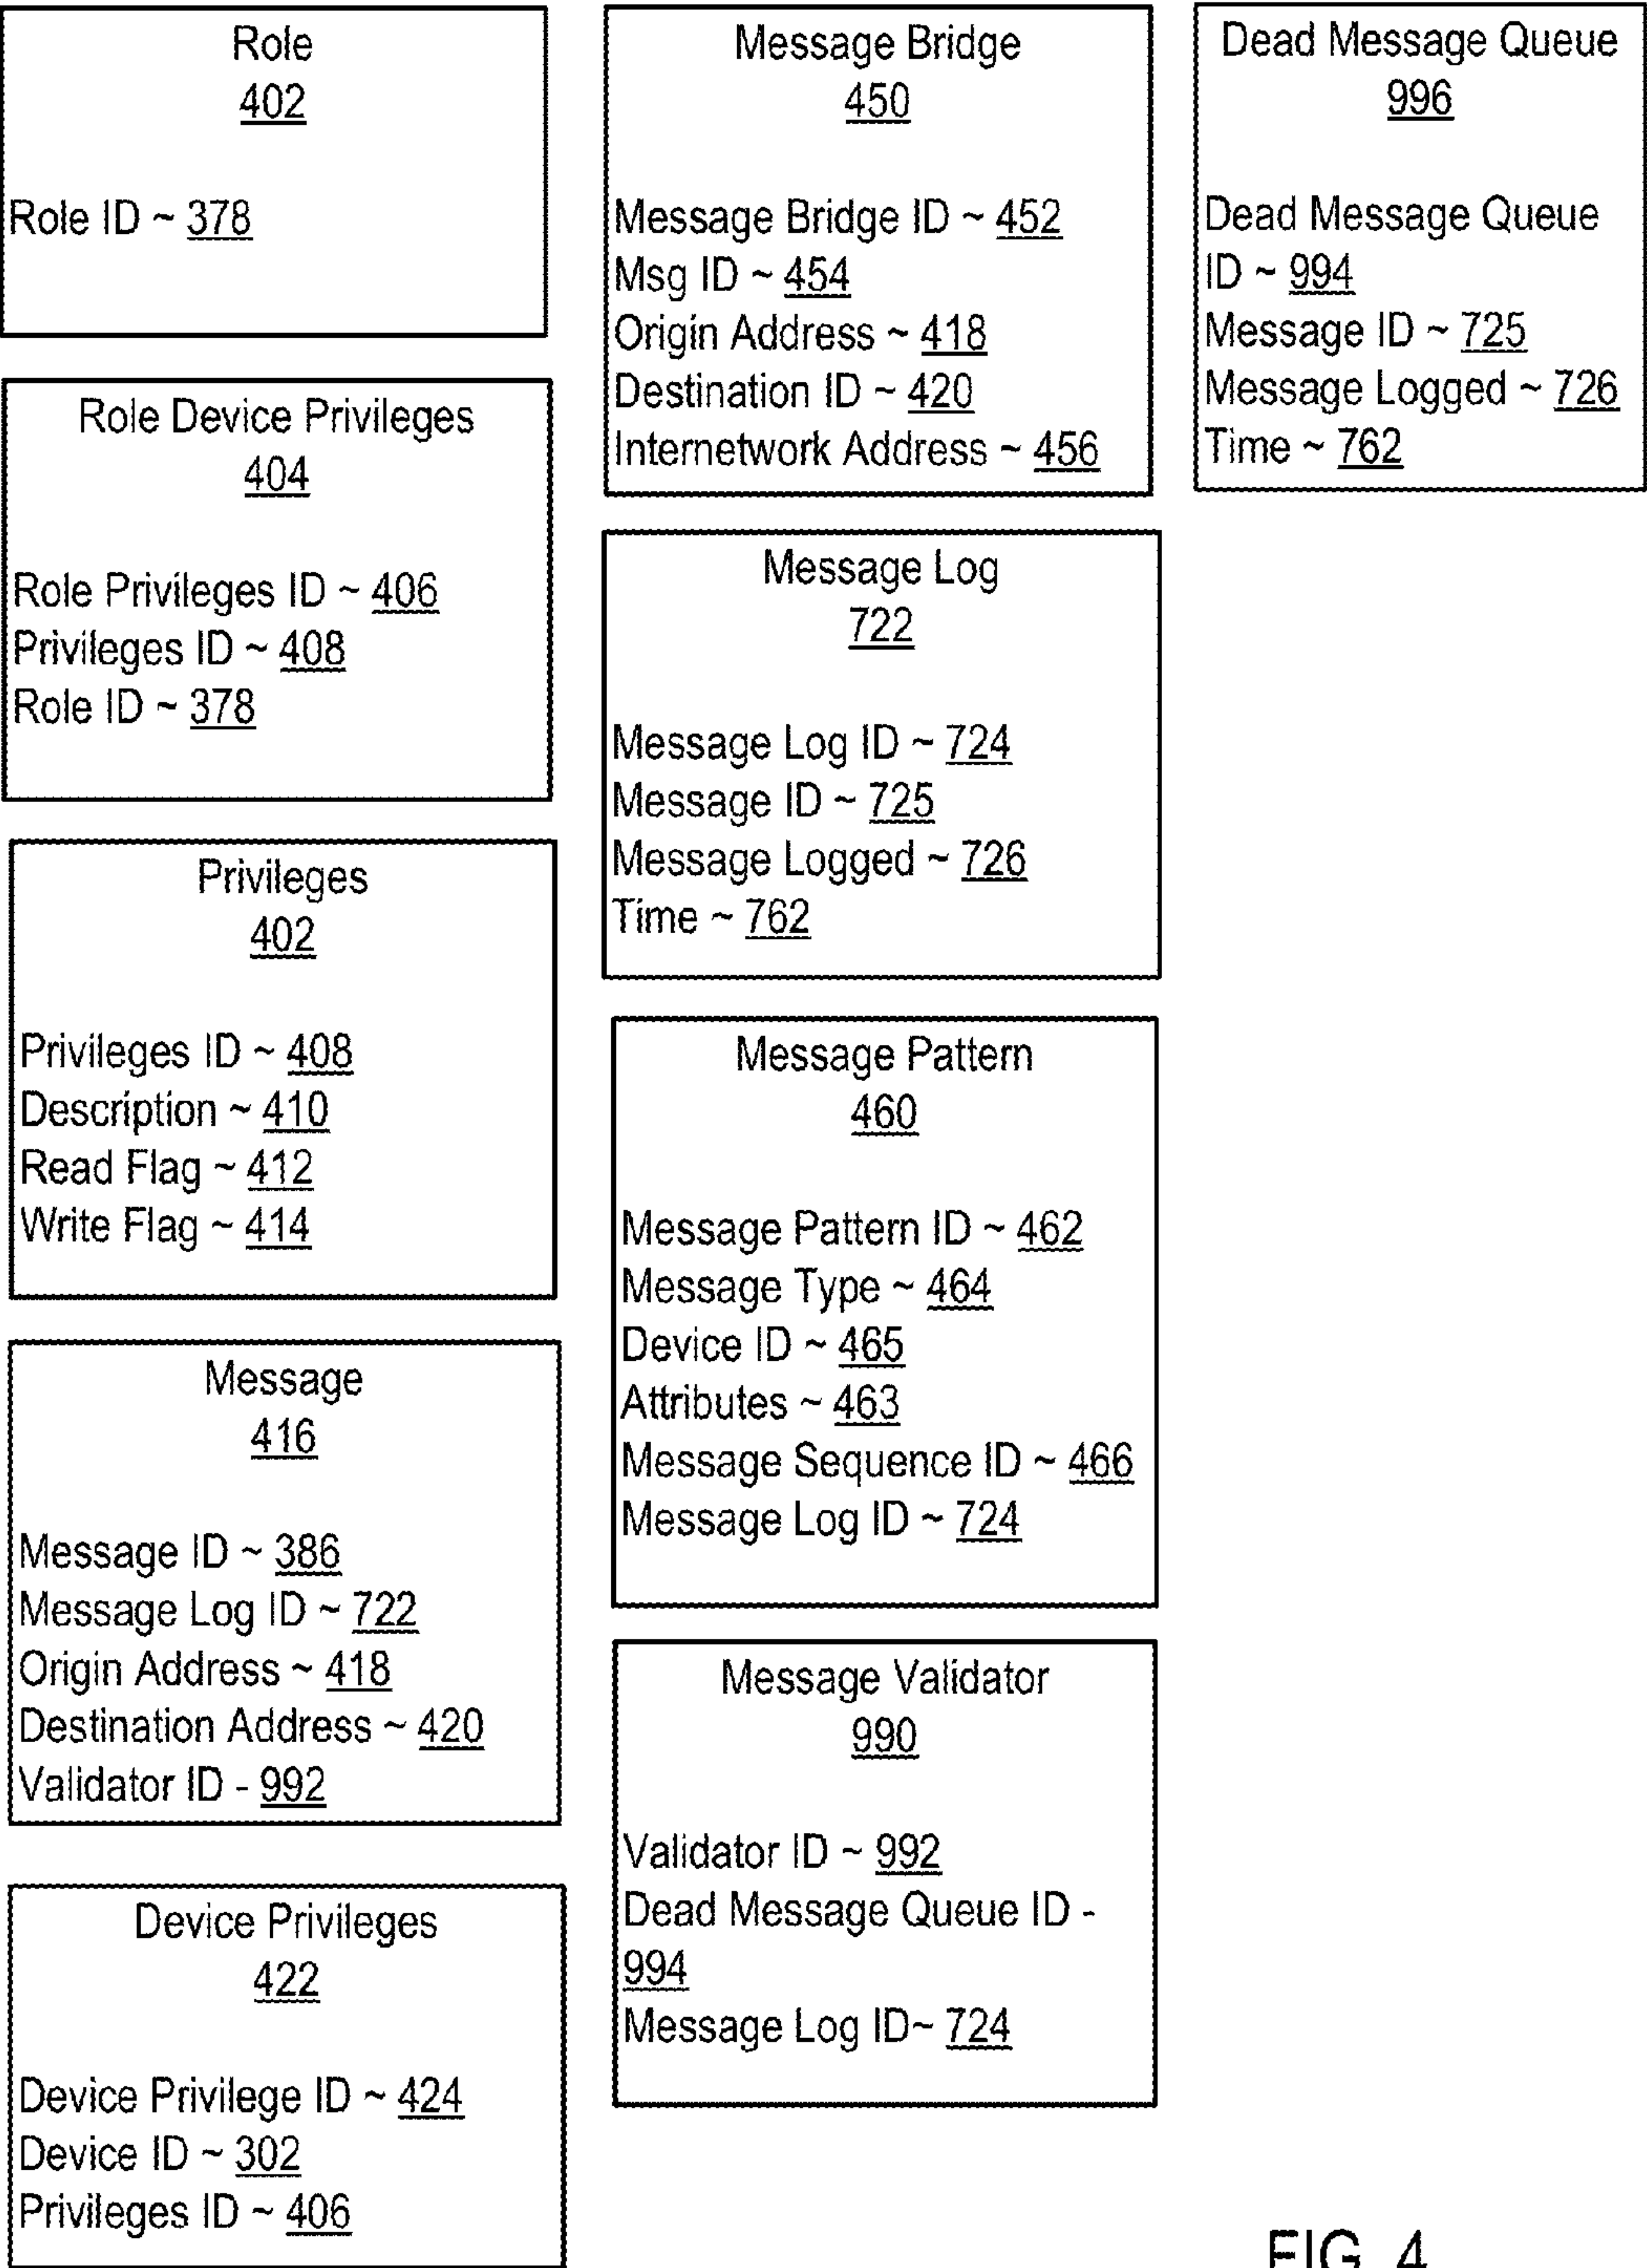 Role
402
Role ID ~ 378
Role Device Privileges
404
Role Privileges ID ~ 406
Privileges ID ~ 408
Role ID ~ 378
Privileges
402
Privileges ID ~ 408
Description ~ 410
Read Flag ~ 412
Write Flag ~ 414
Message
416
Message ID ~ 386
Message Log ID ~ 722
Origin Address ~ 418
Destination Address ~ 420
Validator ID - 992
Device Privileges
422
Device Privilege ID ~ 424
Device ID ~ 302
Privileges ID ~ 406
Message Bridge
450
Message Bridge ID ~ 452
Msg ID ~ 454
Origin Address ~ 418
Destination ID ~ 420
Internetwork Address ~ 456
Message Log
722
Message Log ID ~ 724
Message ID ~ 725
Message Logged ~ 726
Time ~ 762
Message Pattern
460
Message Pattern ID ~ 462
Message Type ~ 464
Device ID ~ 465
Attributes ~ 463
Message Sequence ID ~ 466
Message Log ID ~ 724
Message Validator
990
Validator ID ~ 992
Dead Message Queue ID -
994
Message Log ID~ 724
Dead Message Queue
996
Dead Message Queue
ID ~ 994
Message ID ~ 725
Message Logged ~ 726
Time ~ 762
FIG. 4